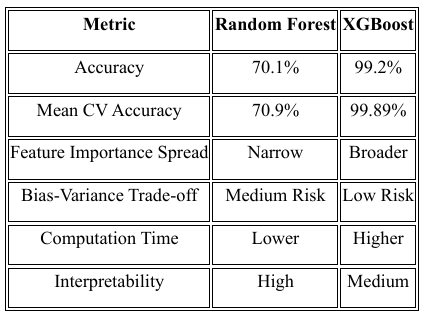 Metric Random Forest XGBoost
Accuracy 70.1% 99.2%
Mean CV Accuracy 70.9% 99.89%
Feature Importance Spread Narrow Broader
Bias-Variance Trade-off Medium Risk Low Risk
Computation Time Lower Higher
Interpretability High Medium